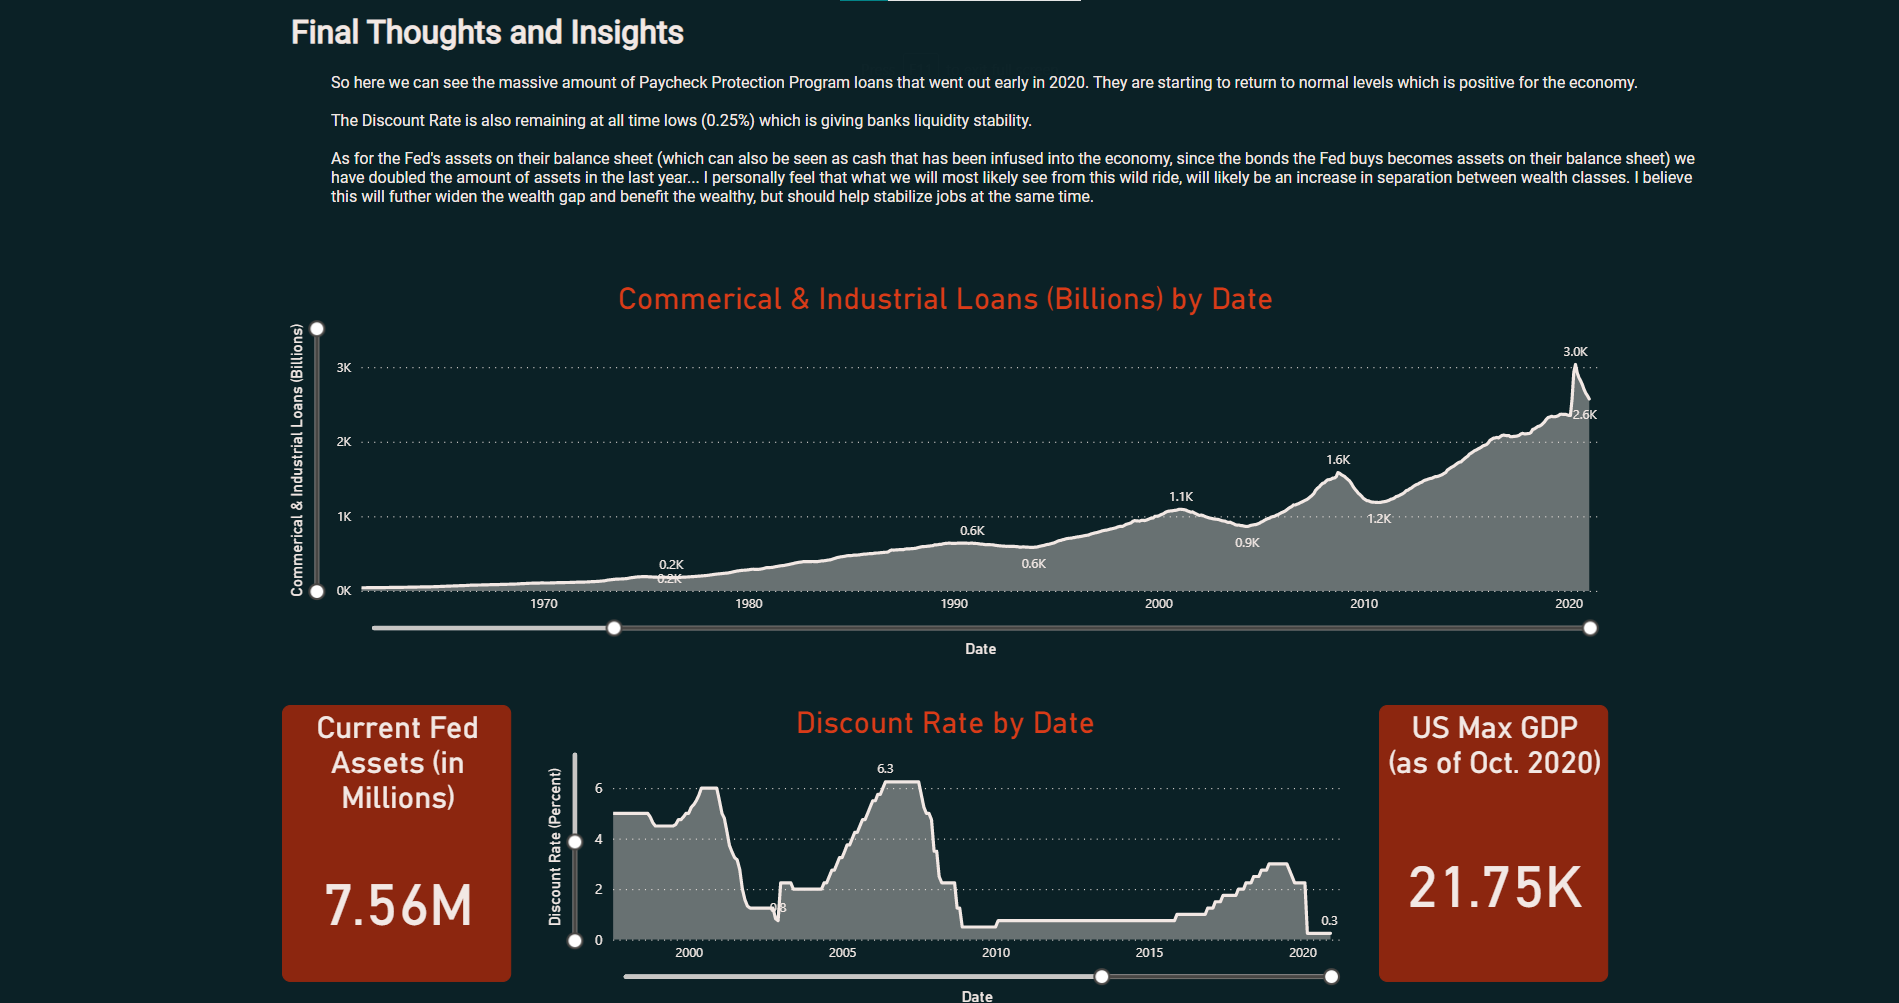 Final Thoughts and Insights
So here we can see the massive amount of Paycheck Protection Program loans that went out early in 2020. They are starting to return to normal levels which is positive for the economy.
The Discount Rate is also remaining at all time lows (0.25%) which is giving banks liquidity stability.
As for the Fed's assets on their balance sheet (which can also be seen as cash that has been infused into the economy, since the bonds the Fed buys becomes assets on their balance sheet) we
have doubled the amount of assets in the last year... I personally feel that what we will most likely see from this wild ride, will likely be an increase in separation between wealth classes. I believe
this will futher widen the wealth gap and benefit the wealthy, but should help stabilize jobs at the same time.
Commerical & Industrial Loans (Billions) by Date
Commerical & Industrial Loans (Billions)
3K
2K
1K
0K
0.2K
0.2K
0.6K
0.6K
1.1K
0.9K
1.6K
1.2K
3.0K
2.6K
1970 1980 1990 2000 2010 2020
Date
Current Fed
Assets (in
Millions)
7.56M
Discount Rate by Date
Discount Rate (Percent)
6
4
2
0
0.8
6.3
0.3
2000 2005 2010 2015 2020
Date
US Max GDP
(as of Oct. 2020)
21.75K